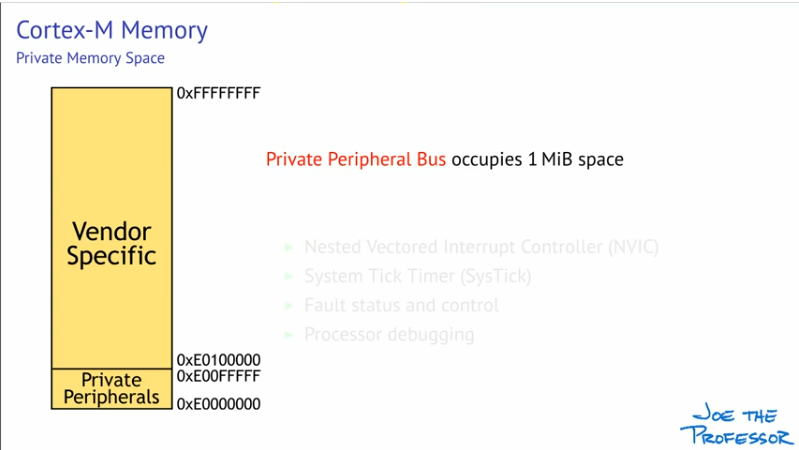 Cortex-M Memory
Private Memory Space
0xFFFFFFFF
Private Peripheral Bus occupies 1 MiB space
Vendor
Specific
Nested Vectored Interrupt Controller (NVIC)
System Tick Timer (SysTick)
Fault status and control
Processor debugging
0xE0100000
0xE00FFFFF
Private
Peripherals
0xE0000000
JOE THE
PROFESSOR